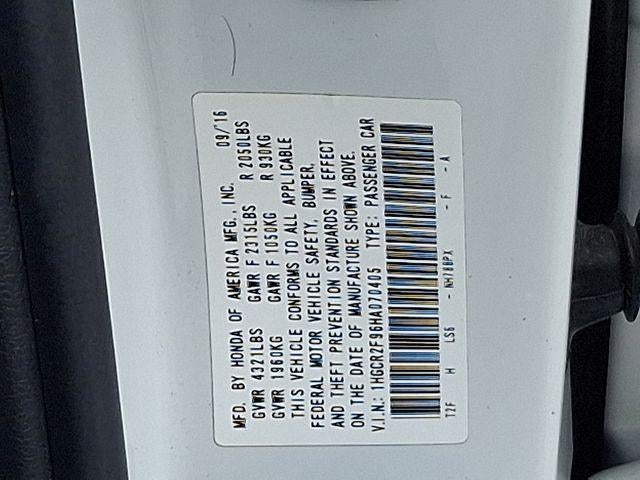 MFD. BY HONDA OF AMERICA MFG., INC. 09/'16
GVWR 4321LBS GAWR F 2315LBS R 2050LBS
GVWR 1960KG GAWR F 1050KG R 930KG
THIS VEHICLE CONFORMS TO ALL APPLICABLE
FEDERAL MOTOR VEHICLE SAFETY, BUMPER,
AND THEFT PREVENTION STANDARDS IN EFFECT
ON THE DATE OF MANUFACTURE SHOWN ABOVE.
V.I.N.: 1HGCR2F96HA070405 TYPE: PASSENGER CAR
T2F H LS6 - NH788PX - F - A